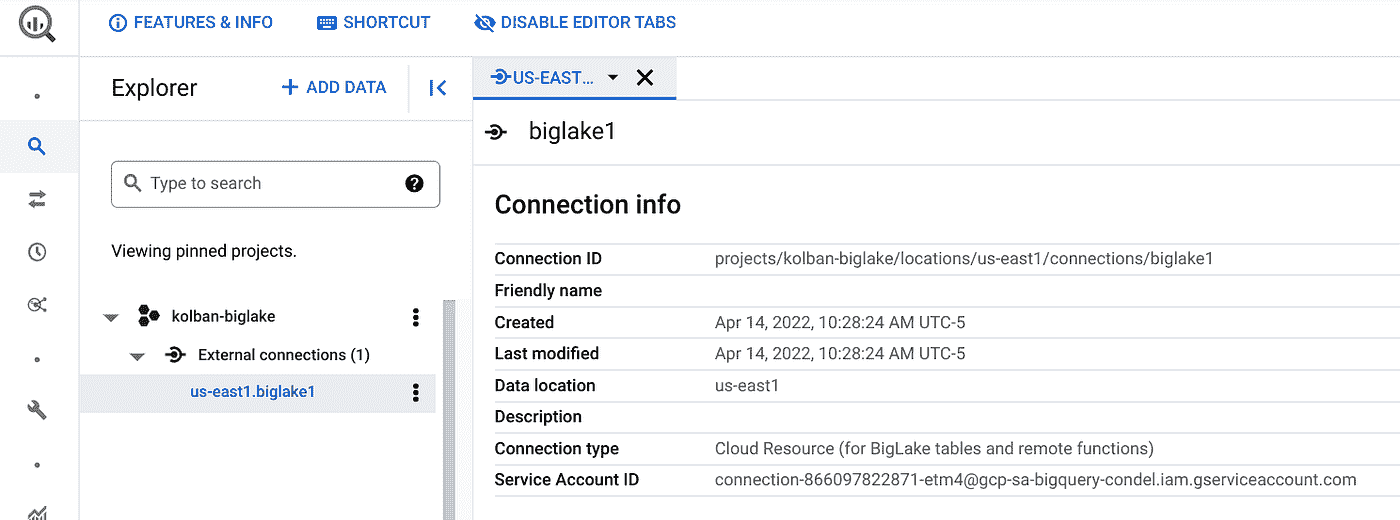 FEATURES & INFO SHORTCUT DISABLE EDITOR TABS
Explorer
ADD DATA
Type to search
Viewing pinned projects.
kolban-biglake
External connections (1)
us-east1.biglake1
US-EAST...
biglake1
Connection info
Connection ID projects/kolban-biglake/locations/us-east1/connections/biglake1
Friendly name
Created Apr 14, 2022, 10:28:24 AM UTC-5
Last modified Apr 14, 2022, 10:28:24 AM UTC-5
Data location us-east1
Description
Connection type Cloud Resource (for BigLake tables and remote functions)
Service Account ID connection-866097822871-etm4@gcp-sa-bigquery-condel.iam.gserviceaccount.com